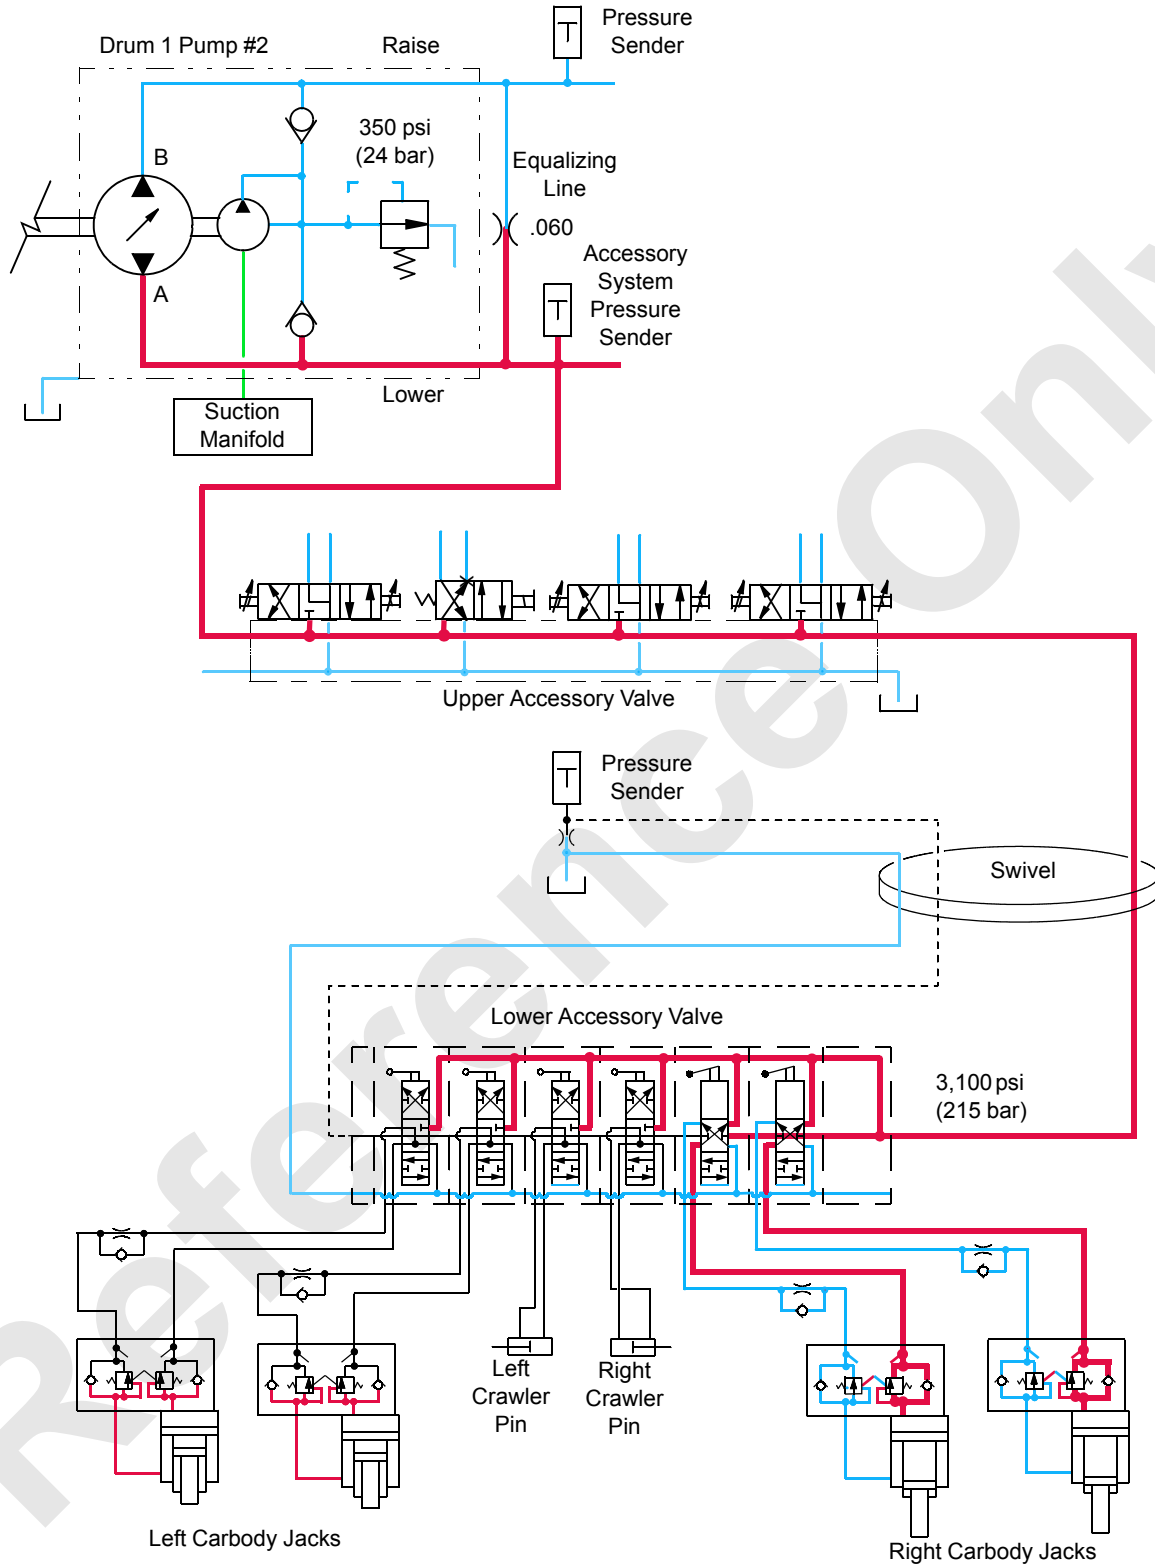 Pressure
Sender
Drum 1 Pump #2
Raise
350 psi
(24 bar)
B
Equalizing
Line
.060
A
Accessory
System
Pressure
Sender
Lower
Suction
Manifold
Upper Accessory Valve
Pressure
Sender
Swivel
Lower Accessory Valve
3,100 psi
(215 bar)
Left
Crawler
Pin
Right
Crawler
Pin
Left Carbody Jacks
Right Carbody Jacks
Reference Only